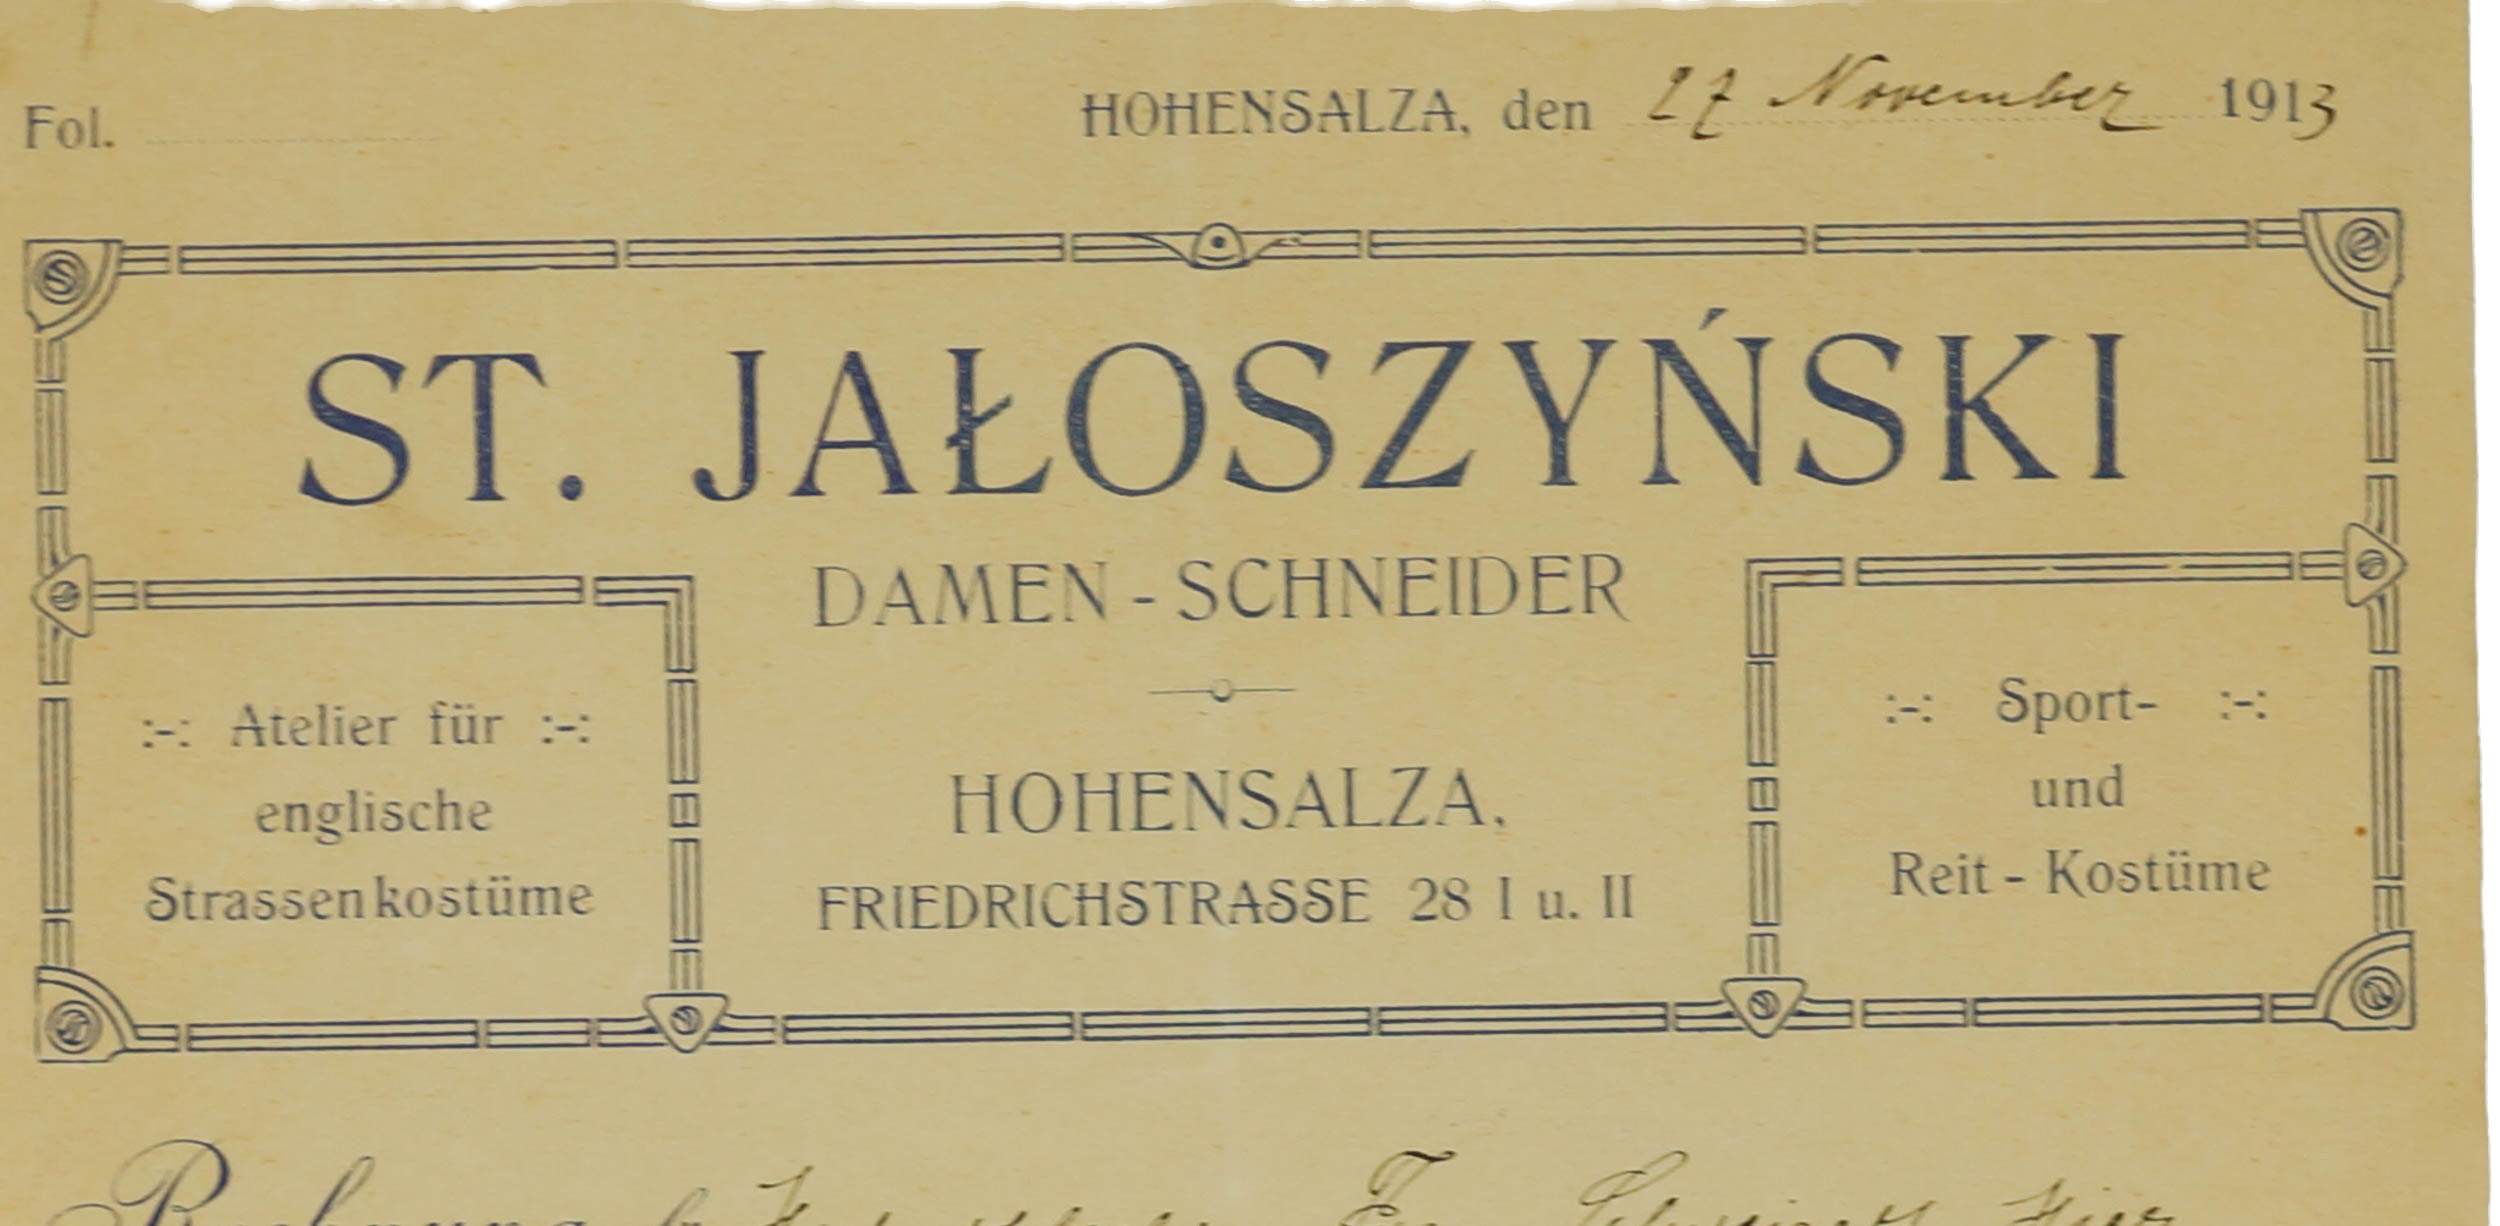 Fol.
HOHENSALZA, den 27 November 1913
ST. JAŁOSZYŃSKI
DAMEN - SCHNEIDER
:-: Atelier für :-:
englische
Strassenkostüme
HOHENSALZA,
FRIEDRICHSTRASSE 28 I u. II
:-: Sport- :-:
und
Reit - Kostüme
Rechnung